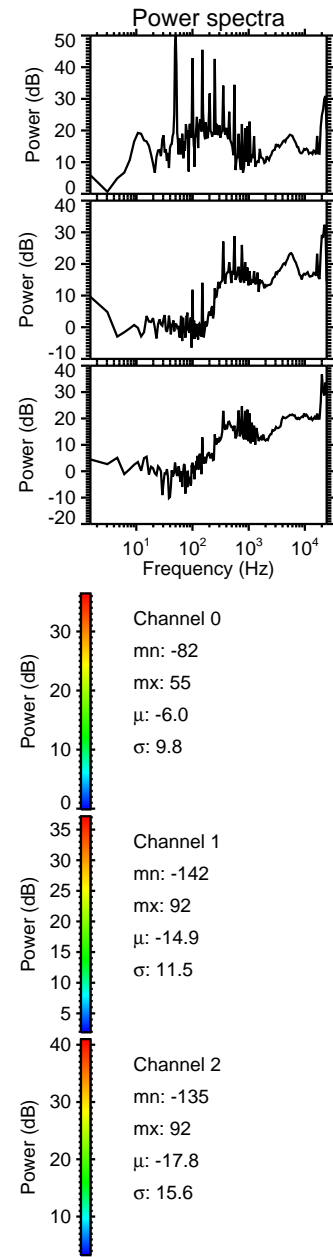 Power spectra
50
40
30
20
10
0
Power (dB)
40
30
20
10
0
-10
Power (dB)
40
30
20
10
0
-10
-20
Power (dB)
10¹ 10² 10³ 10⁴
Frequency (Hz)
30
20
10
0
Power (dB)
Channel 0
mn: -82
mx: 55
μ: -6.0
σ: 9.8
35
30
25
20
15
10
5
Power (dB)
Channel 1
mn: -142
mx: 92
μ: -14.9
σ: 11.5
40
30
20
10
Power (dB)
Channel 2
mn: -135
mx: 92
μ: -17.8
σ: 15.6